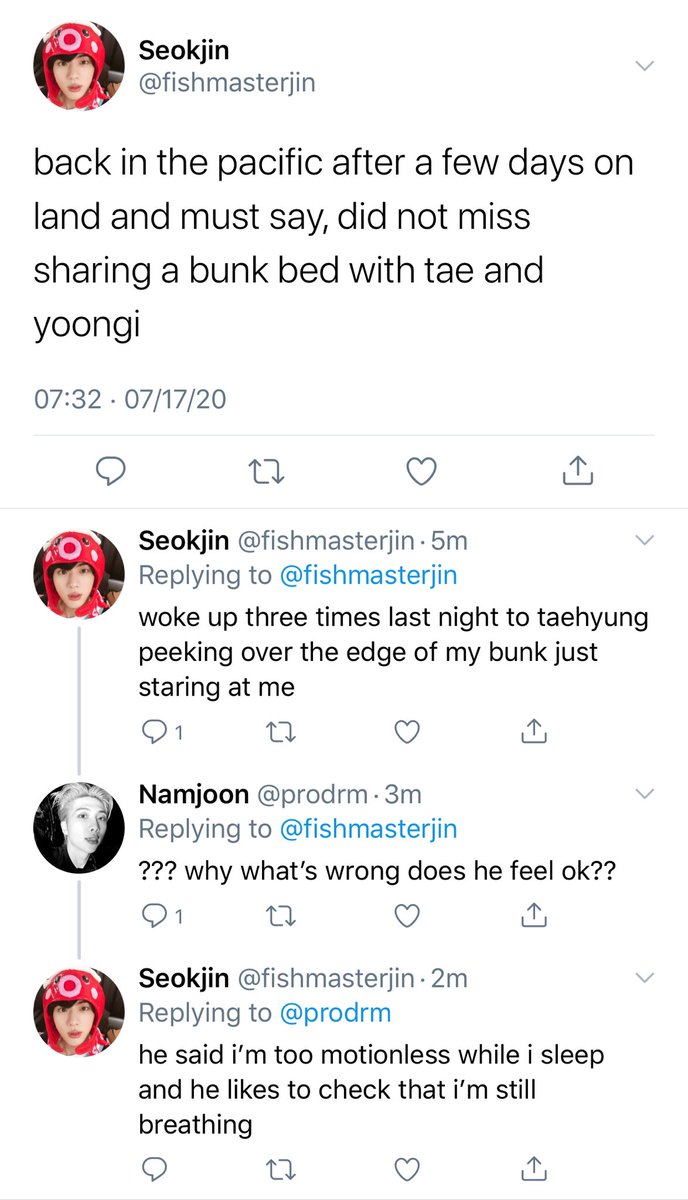 Seokjin
@fishmasterjin
back in the pacific after a few days on
land and must say, did not miss
sharing a bunk bed with tae and
yoongi
07:32 · 07/17/20
Seokjin @fishmasterjin · 5m
Replying to @fishmasterjin
woke up three times last night to taehyung
peeking over the edge of my bunk just
staring at me
1
Namjoon @prodrm · 3m
Replying to @fishmasterjin
??? why what’s wrong does he feel ok??
1
Seokjin @fishmasterjin · 2m
Replying to @prodrm
he said i’m too motionless while i sleep
and he likes to check that i’m still
breathing